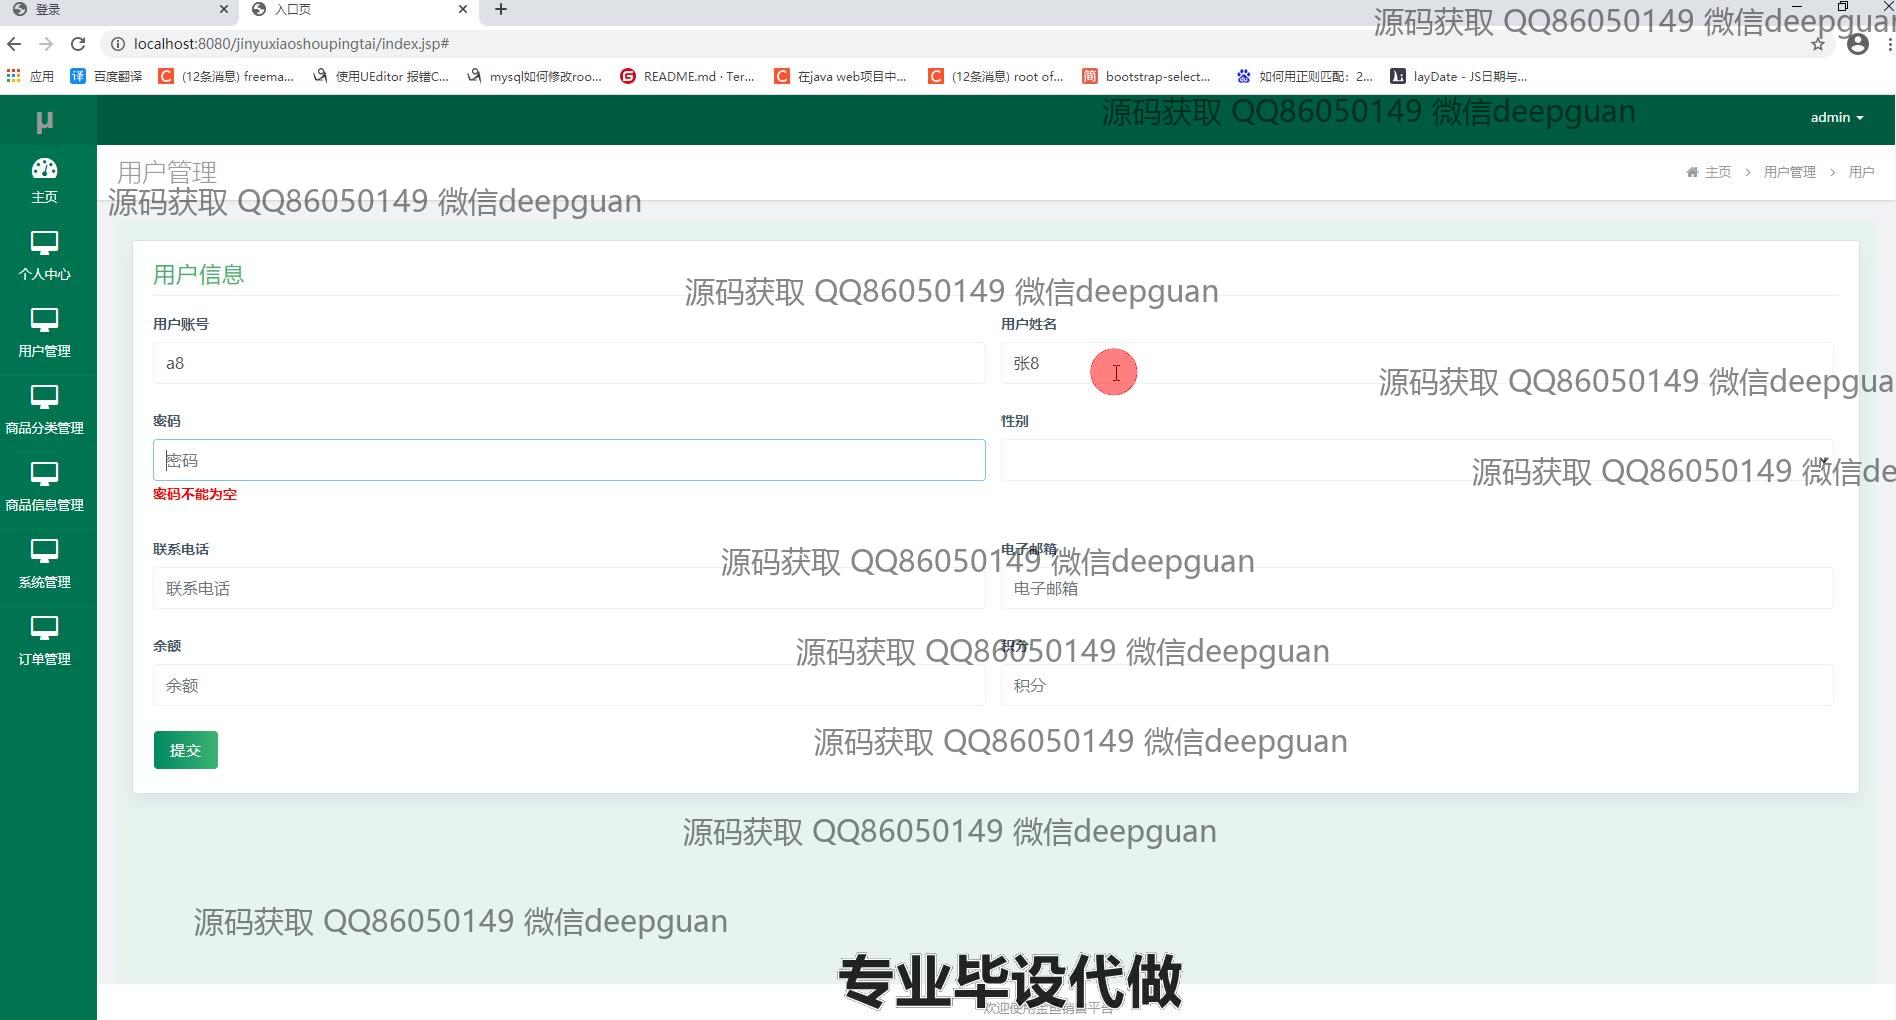 登录
入口页
localhost:8080/jinyuxiaoshoupingtai/index.jsp#
源码获取 QQ86050149 微信deepguan
应用
百度翻译
(12条消息) freema...
使用UEditor 报错C...
mysql如何修改roo...
README.md · Ter...
在java web项目中...
(12条消息) root of...
bootstrap-select...
如何用正则匹配：2...
layDate - JS日期与...
源码获取 QQ86050149 微信deepguan
μ
admin
用户管理
主页 > 用户管理 > 用户
源码获取 QQ86050149 微信deepguan
主页
个人中心
用户管理
商品分类管理
商品信息管理
系统管理
订单管理
用户信息
源码获取 QQ86050149 微信deepguan
用户账号
用户姓名
a8
张8
源码获取 QQ86050149 微信deepgua
密码
性别
密码
源码获取 QQ86050149 微信de
密码不能为空
联系电话
电子邮箱
源码获取 QQ86050149 微信deepguan
联系电话
电子邮箱
余额
积分
源码获取 QQ86050149 微信deepguan
余额
积分
提交
源码获取 QQ86050149 微信deepguan
源码获取 QQ86050149 微信deepguan
源码获取 QQ86050149 微信deepguan
专业毕设代做
欢迎使用金鱼销售平台